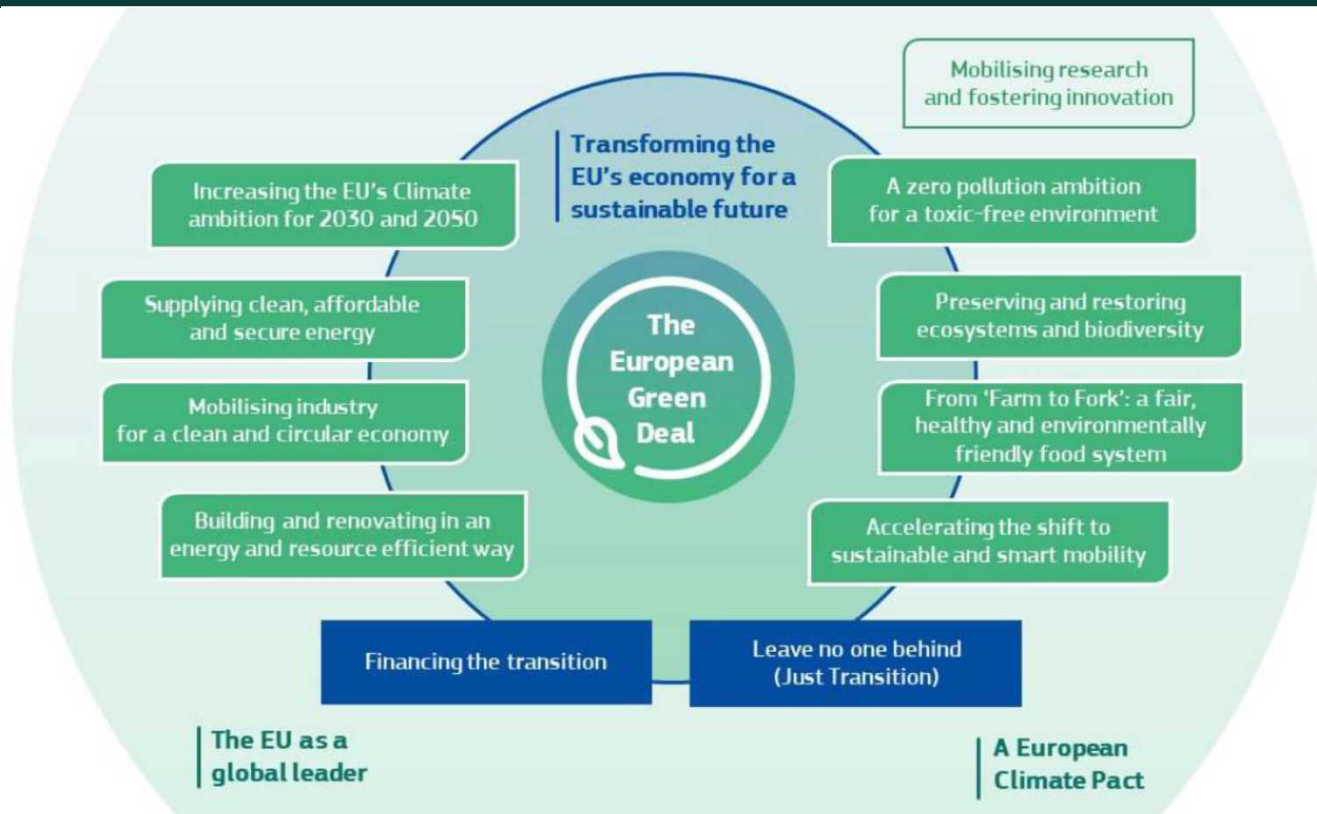 Mobilising research
and fostering innovation
Transforming the
EU's economy for a
sustainable future
Increasing the EU's Climate
ambition for 2030 and 2050
A zero pollution ambition
for a toxic-free environment
Supplying clean, affordable
and secure energy
Preserving and restoring
ecosystems and biodiversity
The
European
Green
Deal
Mobilising industry
for a clean and circular economy
From 'Farm to Fork': a fair,
healthy and environmentally
friendly food system
Building and renovating in an
energy and resource efficient way
Accelerating the shift to
sustainable and smart mobility
Financing the transition
Leave no one behind
(Just Transition)
The EU as a
global leader
A European
Climate Pact